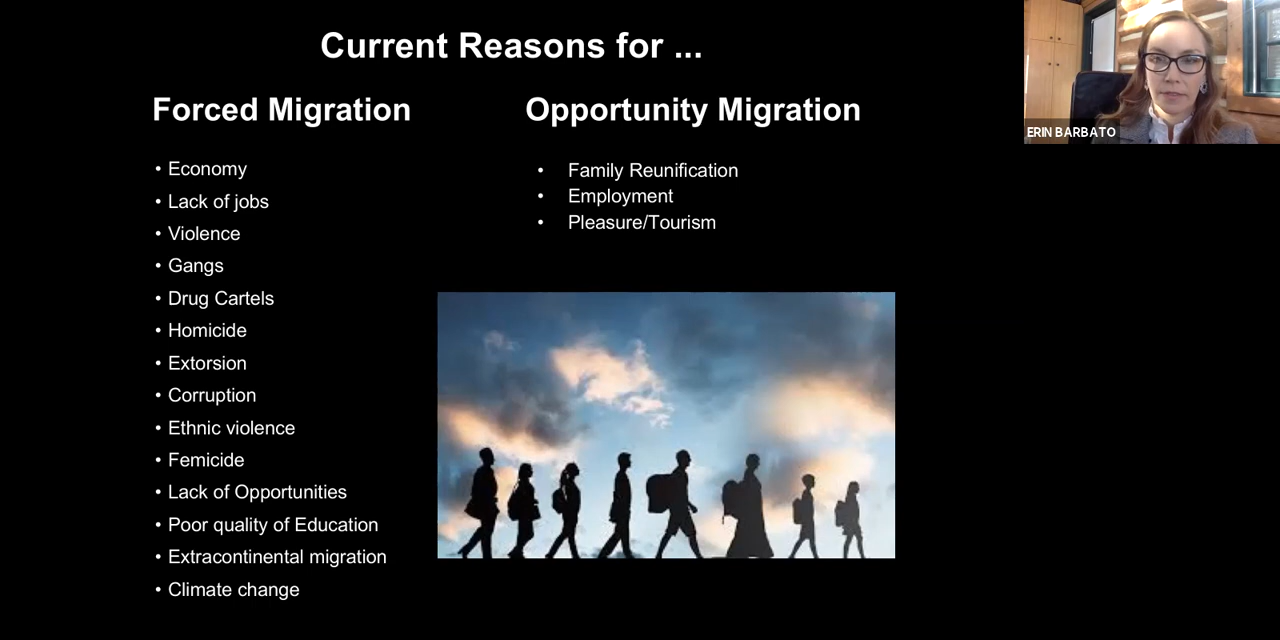 Current Reasons for ...
Forced Migration
• Economy
• Lack of jobs
• Violence
• Gangs
• Drug Cartels
• Homicide
• Extorsion
• Corruption
• Ethnic violence
• Femicide
• Lack of Opportunities
• Poor quality of Education
• Extracontinental migration
• Climate change
Opportunity Migration
• Family Reunification
• Employment
• Pleasure/Tourism
ERIN BARBATO